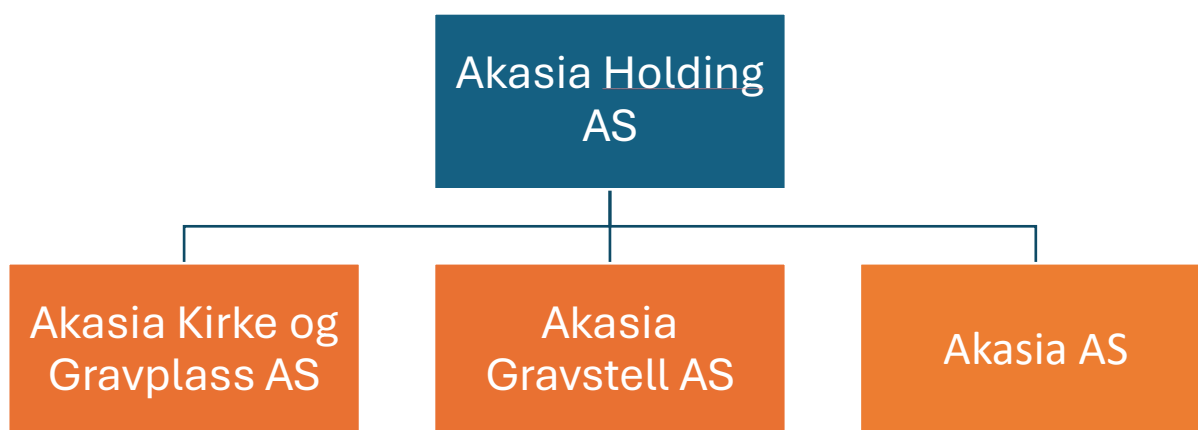 Akasia Holding
AS
Akasia Kirke og
Gravplass AS
Akasia
Gravstell AS
Akasia AS